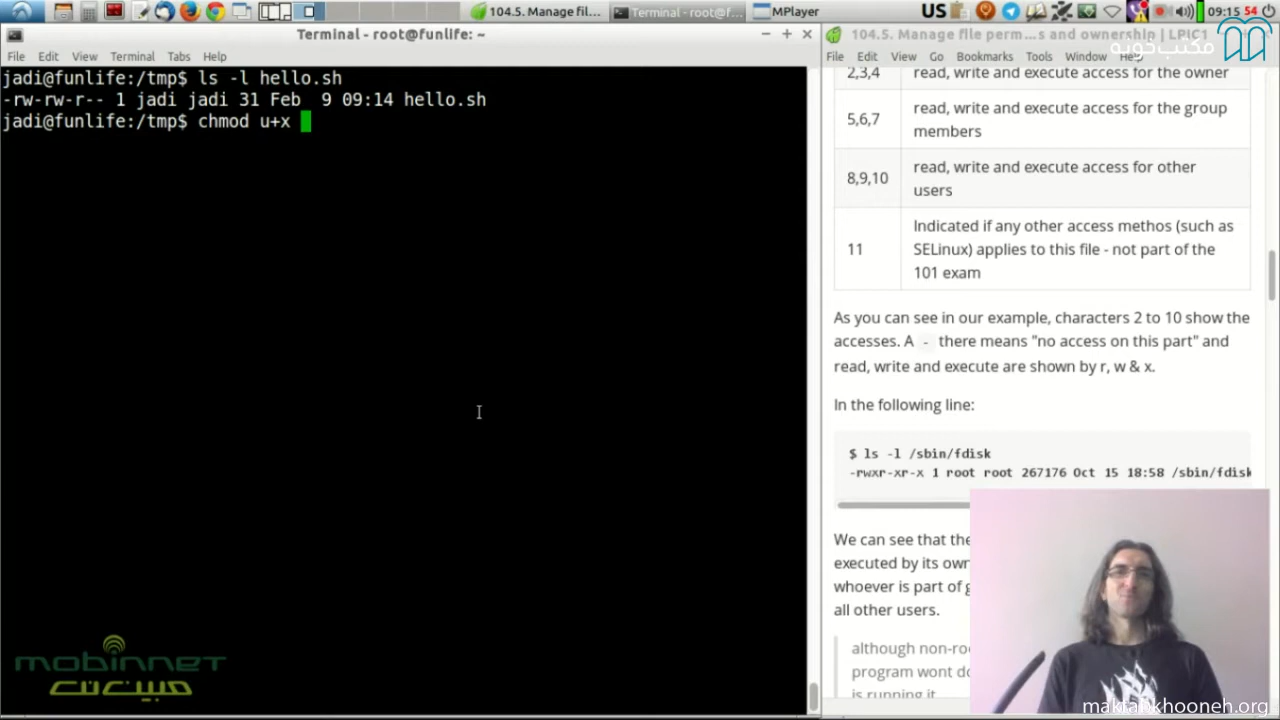 104.5. Manage fil...
Terminal - root@f...
MPlayer
US
09:15 54
Terminal - root@funlife: ~
File Edit View Terminal Tabs Help
jadi@funlife:/tmp$ ls -l hello.sh
-rw-rw-r-- 1 jadi jadi 31 Feb  9 09:14 hello.sh
jadi@funlife:/tmp$ chmod u+x
mobinnet
مبین نت
104.5. Manage file perm...s and ownership | LPIC1
مکتب خونه
File Edit View Go Bookmarks Tools Window Help
2,3,4 read, write and execute access for the owner
5,6,7 read, write and execute access for the group
members
8,9,10 read, write and execute access for other
users
Indicated if any other access methos (such as
11 SELinux) applies to this file - not part of the
101 exam
As you can see in our example, characters 2 to 10 show the
accesses. A - there means "no access on this part" and
read, write and execute are shown by r, w & x.
In the following line:
$ ls -l /sbin/fdisk
-rwxr-xr-x 1 root root 267176 Oct 15 18:58 /sbin/fdisk
We can see that the
executed by its own
whoever is part of g
all other users.
although non-roo
program wont do
is running it
maktabkhooneh.org